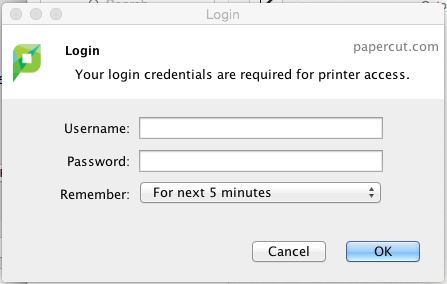 Search
Login
Login
papercut.com
Your login credentials are required for printer access.
Username:
Password:
Remember: For next 5 minutes
Cancel OK